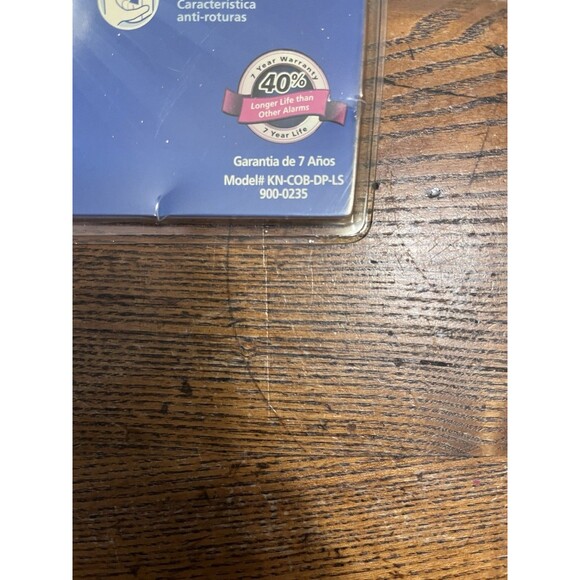 Característica
anti-roturas
7 Year Warranty
40%
Longer Life than
Other Alarms
7 Year Life
Garantia de 7 Años
Model# KN-COB-DP-LS
900-0235